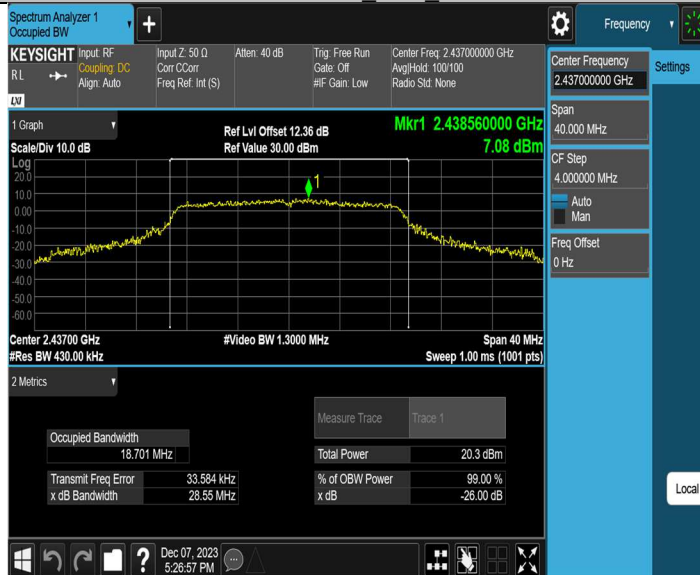 Spectrum Analyzer 1
Occupied BW
Frequency
KEYSIGHT
RL
LXI
Input: RF
Coupling: DC
Align: Auto
Input Z: 50 Ω
Corr CCorr
Freq Ref: Int (S)
Atten: 40 dB
Trig: Free Run
Gate: Off
#IF Gain: Low
Center Freq: 2.437000000 GHz
Avg|Hold: 100/100
Radio Std: None
Center Frequency
2.437000000 GHz
Settings
Span
40.000 MHz
CF Step
4.000000 MHz
Auto
Man
Freq Offset
0 Hz
Local
1 Graph
Scale/Div 10.0 dB
Ref Lvl Offset 12.36 dB
Ref Value 30.00 dBm
Mkr1 2.438560000 GHz
7.08 dBm
Log
20.0
10.0
0.00
-10.0
-20.0
-30.0
-40.0
-50.0
-60.0
1
Center 2.43700 GHz
#Video BW 1.3000 MHz
Span 40 MHz
#Res BW 430.00 kHz
Sweep 1.00 ms (1001 pts)
2 Metrics
Measure Trace Trace 1
Occupied Bandwidth
18.701 MHz
Total Power 20.3 dBm
Transmit Freq Error 33.584 kHz
% of OBW Power 99.00 %
x dB Bandwidth 28.55 MHz
x dB -26.00 dB
?
Dec 07, 2023
5:26:57 PM